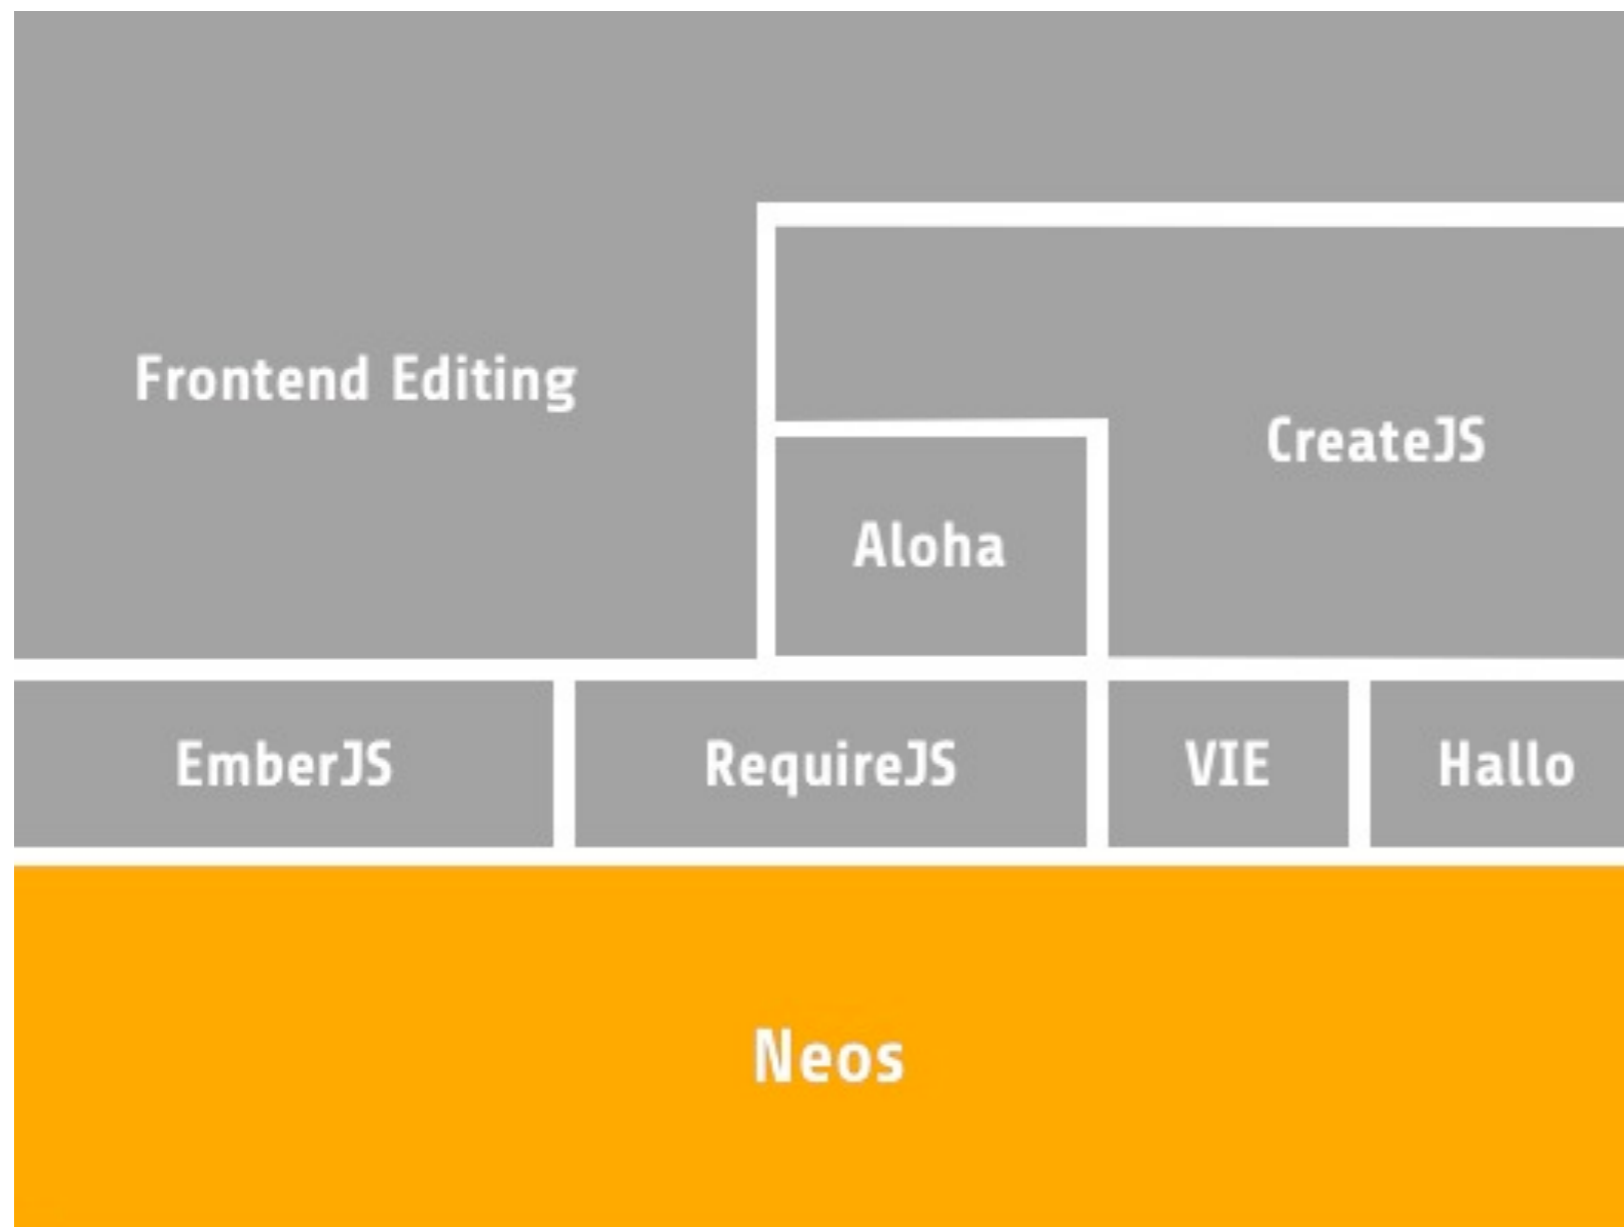 Frontend Editing
CreateJS
Aloha
EmberJS
RequireJS
VIE
Hallo
Neos